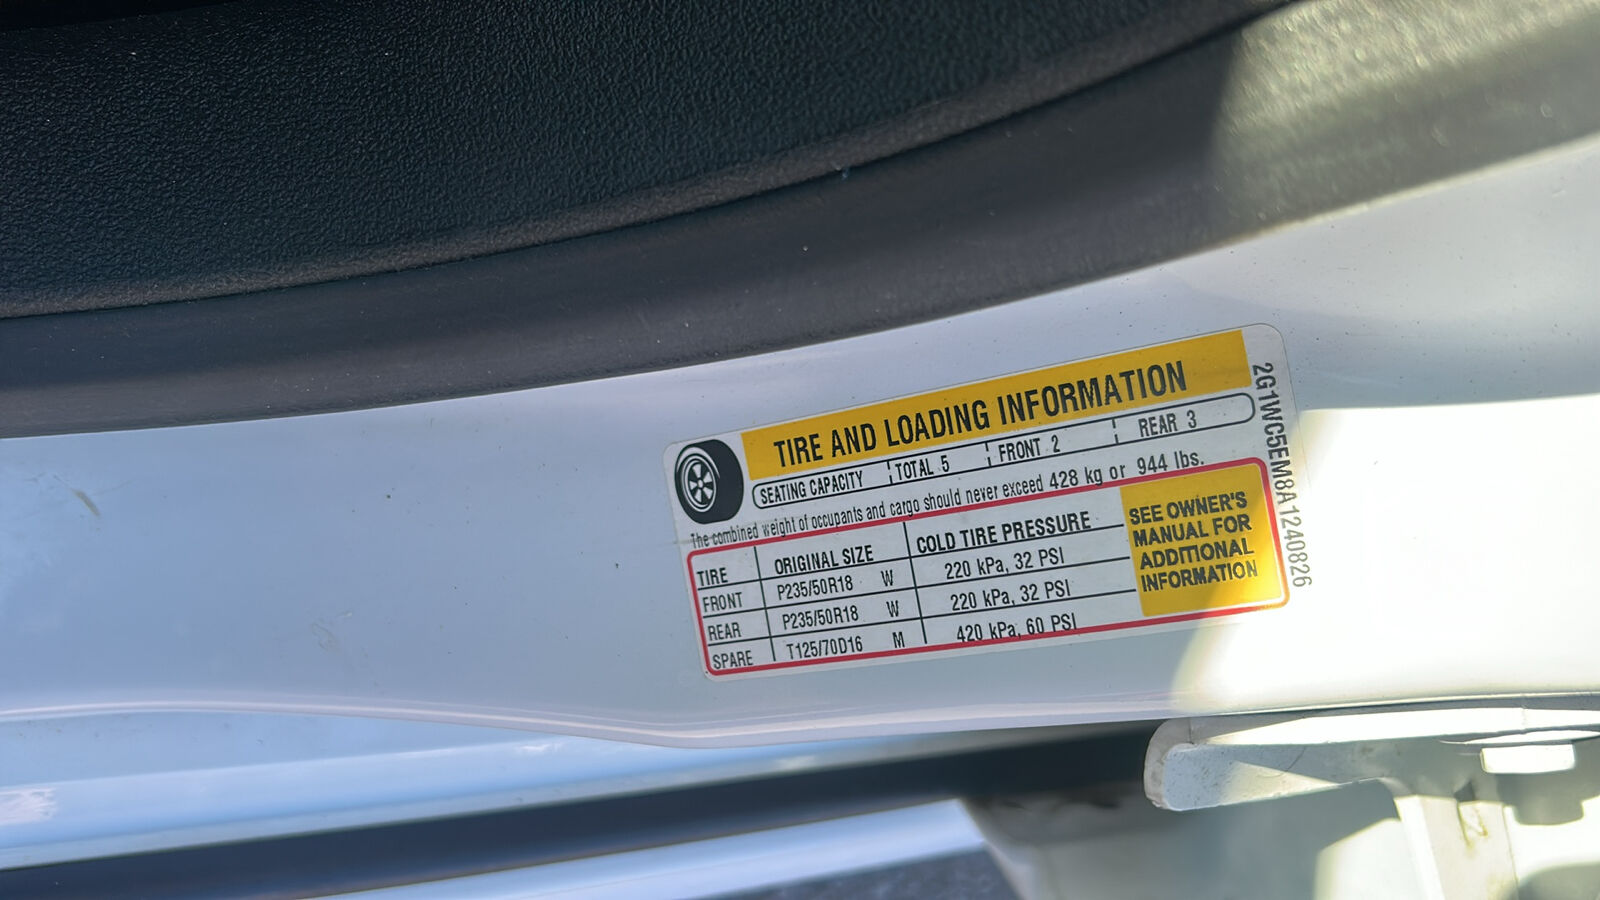 TIRE AND LOADING INFORMATION
SEATING CAPACITY TOTAL 5 FRONT 2 REAR 3
The combined weight of occupants and cargo should never exceed 428 kg or 944 lbs.
TIRE ORIGINAL SIZE COLD TIRE PRESSURE
FRONT P235/50R18 W 220 kPa, 32 PSI
REAR P235/50R18 W 220 kPa, 32 PSI
SPARE T125/70D16 M 420 kPa, 60 PSI
SEE OWNER'S
MANUAL FOR
ADDITIONAL
INFORMATION
2G1WC5EM8A1240826